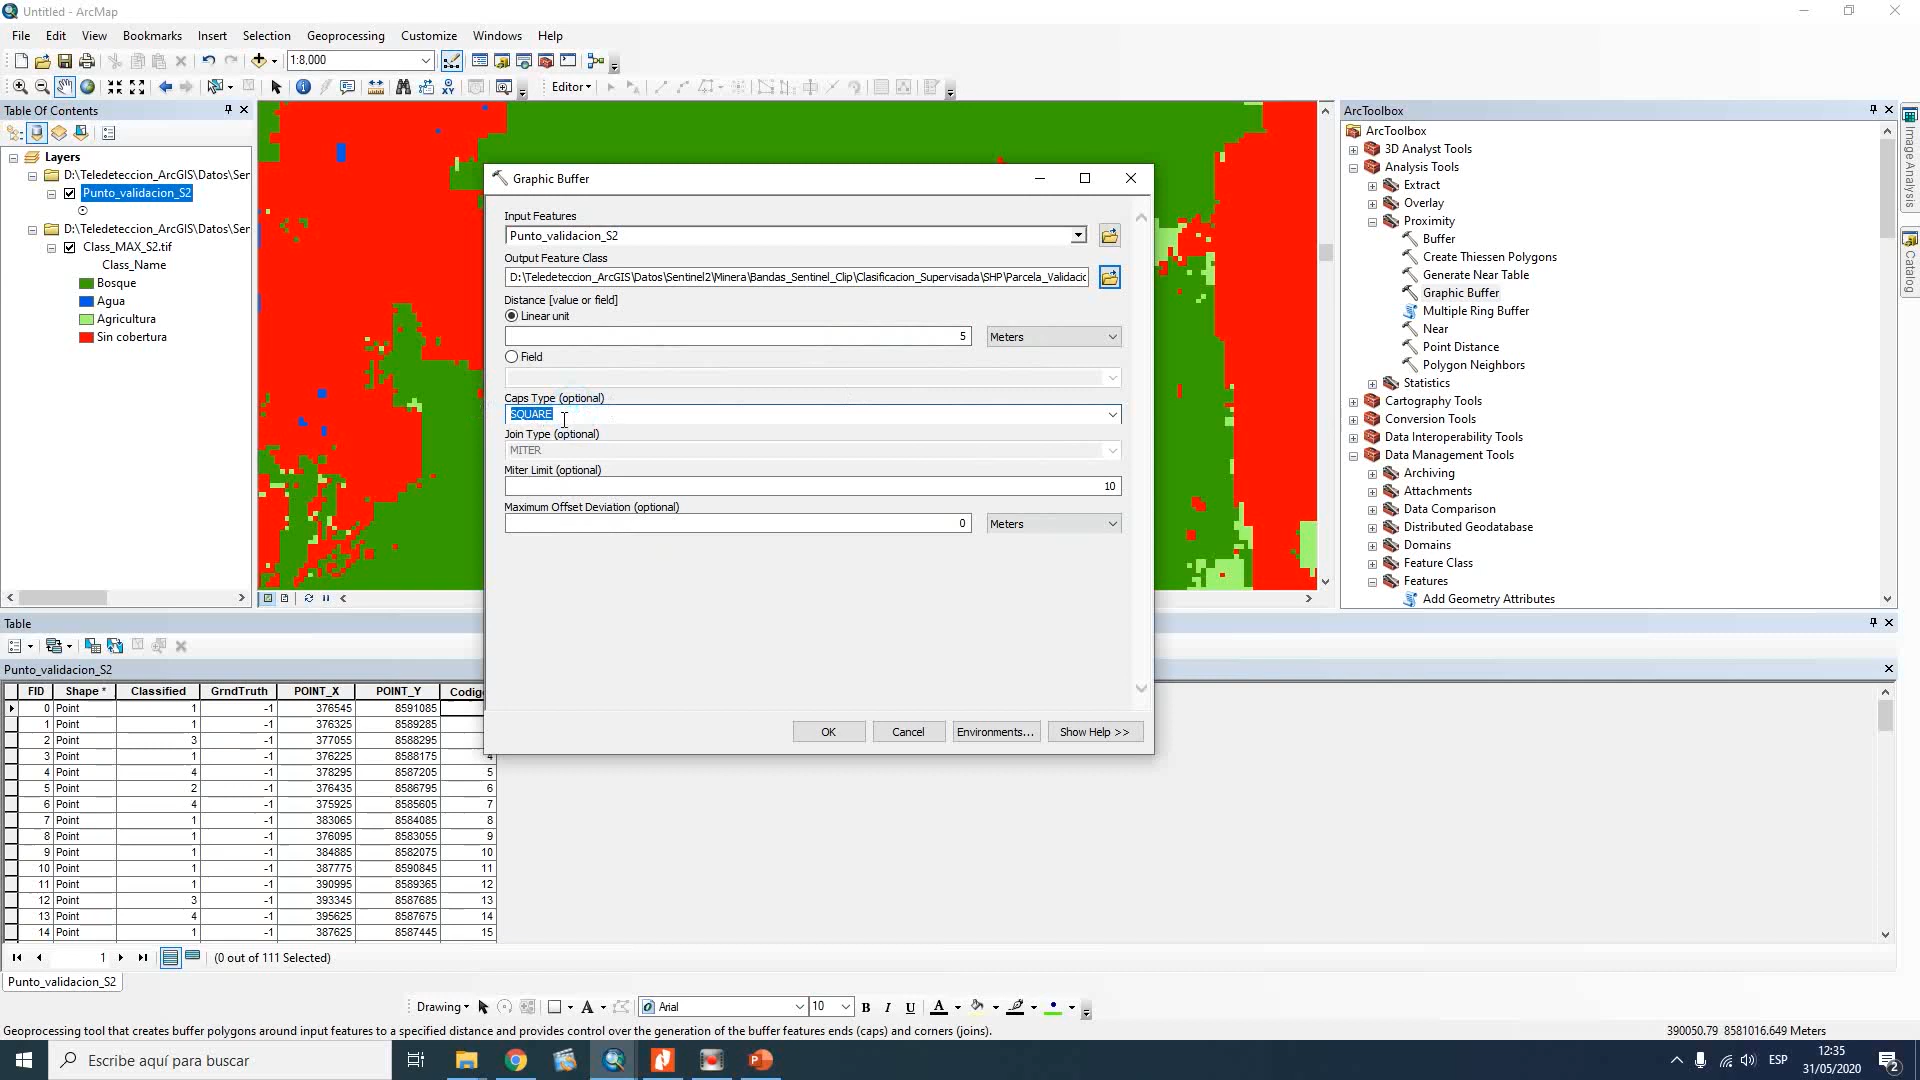 Untitled - ArcMap
File Edit View Bookmarks Insert Selection Geoprocessing Customize Windows Help
1:8,000
Editor
Table Of Contents
Layers
D:\Teledeteccion_ArcGIS\Datos\Ser
Punto_validacion_S2
D:\Teledeteccion_ArcGIS\Datos\Ser
Class_MAX_S2.tif
Class_Name
Bosque
Agua
Agricultura
Sin cobertura
Graphic Buffer
Input Features
Punto_validacion_S2
Output Feature Class
D:\Teledeteccion_ArcGIS\Datos\Sentinel2\Minera\Bandas_Sentinel_Clip\Clasificacion_Supervisada\SHP\Parcela_Validacic
Distance [value or field]
Linear unit
5 Meters
Field
Caps Type (optional)
SQUARE
Join Type (optional)
MITER
Miter Limit (optional)
10
Maximum Offset Deviation (optional)
0 Meters
OK Cancel Environments... Show Help >>
ArcToolbox
ArcToolbox
3D Analyst Tools
Analysis Tools
Extract
Overlay
Proximity
Buffer
Create Thiessen Polygons
Generate Near Table
Graphic Buffer
Multiple Ring Buffer
Near
Point Distance
Polygon Neighbors
Statistics
Cartography Tools
Conversion Tools
Data Interoperability Tools
Data Management Tools
Archiving
Attachments
Data Comparison
Distributed Geodatabase
Domains
Feature Class
Features
Add Geometry Attributes
Image Analysis
Catalog
Table
Punto_validacion_S2
FID Shape * Classified GrndTruth POINT_X POINT_Y Codig
0 Point 1 -1 376545 8591085
1 Point 1 -1 376325 8589285
2 Point 3 -1 377055 8588295
3 Point 1 -1 376225 8588175 4
4 Point 4 -1 378295 8587205 5
5 Point 2 -1 376435 8586795 6
6 Point 4 -1 375925 8585605 7
7 Point 1 -1 383065 8584085 8
8 Point 1 -1 376095 8583055 9
9 Point 1 -1 384885 8582075 10
10 Point 1 -1 387775 8590845 11
11 Point 1 -1 390995 8589365 12
12 Point 3 -1 393345 8587685 13
13 Point 4 -1 395625 8587675 14
14 Point 1 -1 387625 8587445 15
1 (0 out of 111 Selected)
Punto_validacion_S2
Drawing A Arial 10 B I U A
Geoprocessing tool that creates buffer polygons around input features to a specified distance and provides control over the generation of the buffer features ends (caps) and corners (joins).
390050.79 8581016.649 Meters
Escribe aquí para buscar
ESP
12:35
31/05/2020
2